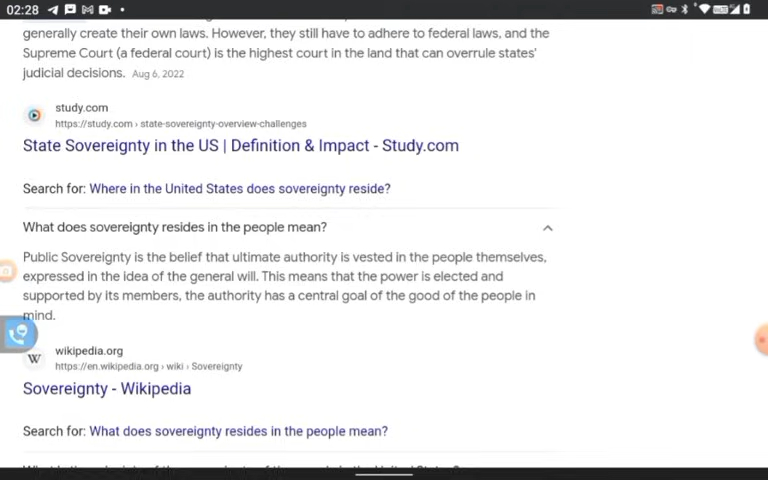 02:28
generally create their own laws. However, they still have to adhere to federal laws, and the
Supreme Court (a federal court) is the highest court in the land that can overrule states'
judicial decisions. Aug 6, 2022
study.com
https://study.com › state-sovereignty-overview-challenges
State Sovereignty in the US | Definition & Impact - Study.com
Search for: Where in the United States does sovereignty reside?
What does sovereignty resides in the people mean?
Public Sovereignty is the belief that ultimate authority is vested in the people themselves,
expressed in the idea of the general will. This means that the power is elected and
supported by its members, the authority has a central goal of the good of the people in
mind.
W
wikipedia.org
https://en.wikipedia.org › wiki › Sovereignty
Sovereignty - Wikipedia
Search for: What does sovereignty resides in the people mean?